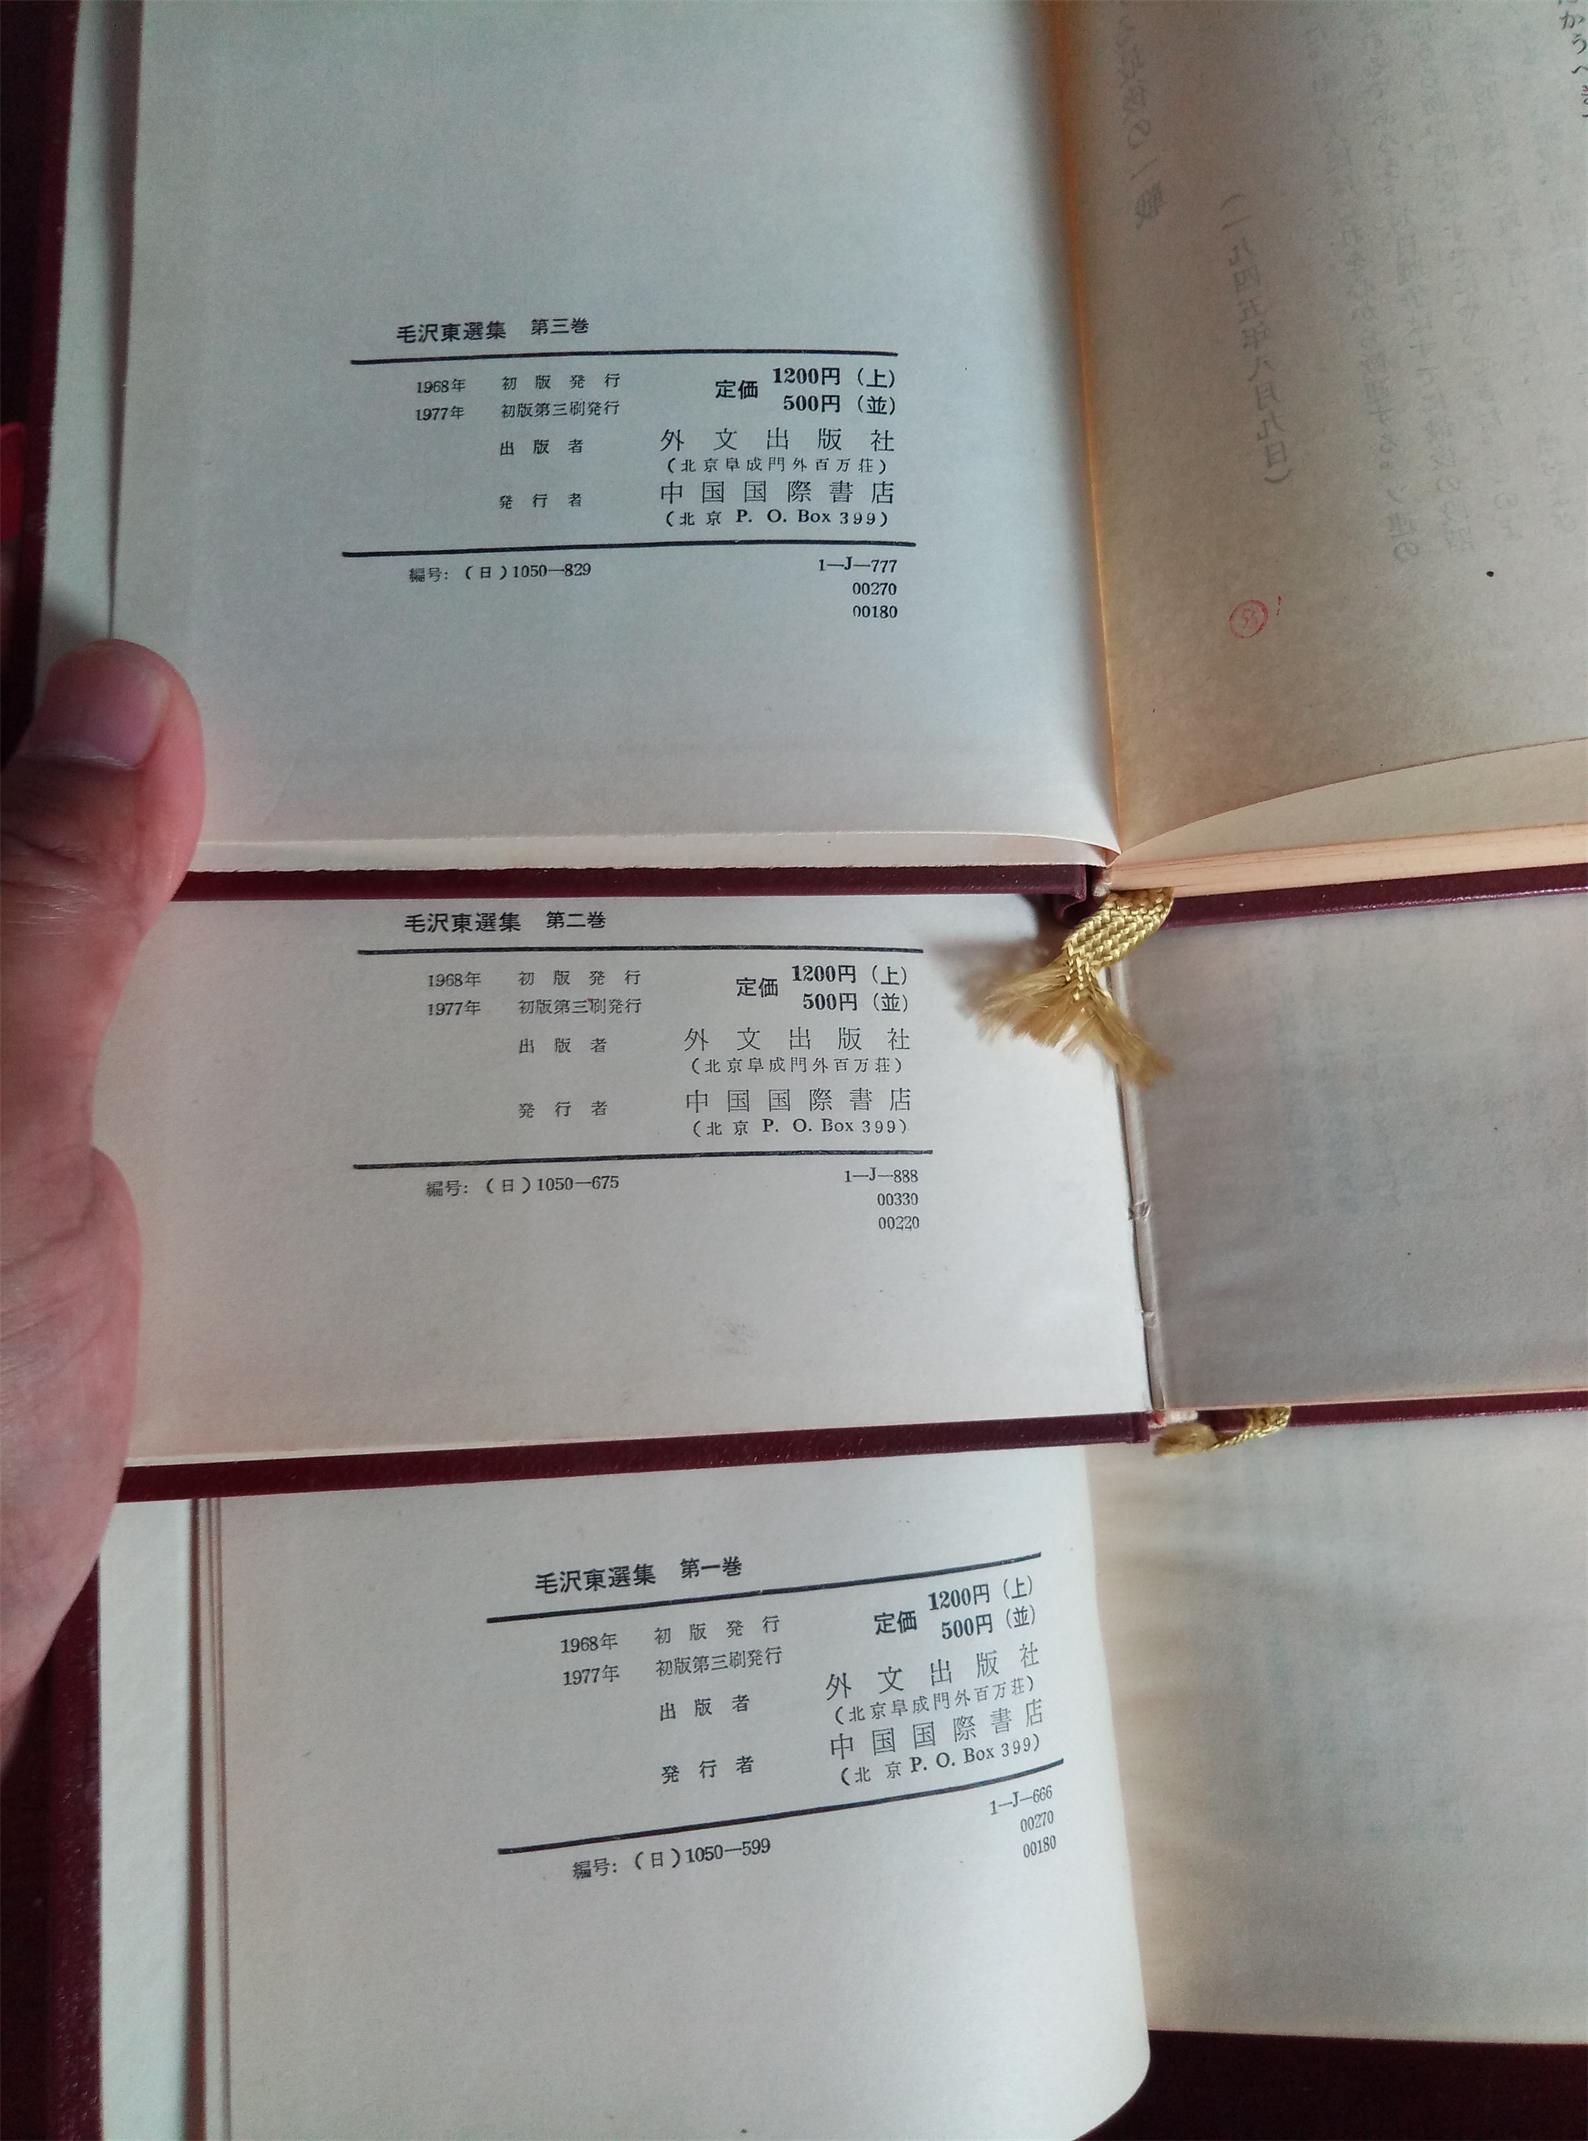 毛沢東選集 第三巻
1968年 初版発行
1977年 初版第三刷発行
定価 1200円（上）
500円（並）
出版者 外文出版社
（北京阜成門外百万荘）
発行者 中国国際書店
（北京 P. O. Box 399）
編号:（日）1050—829
1—J—777
00270
00180
（一九四五年八月九日）
毛沢東選集 第二巻
1968年 初版発行
1977年 初版第三刷発行
定価 1200円（上）
500円（並）
出版者 外文出版社
（北京阜成門外百万荘）
発行者 中国国際書店
（北京 P. O. Box 399）
編号:（日）1050—675
1—J—888
00330
00220
毛沢東選集 第一巻
1968年 初版発行
1977年 初版第三刷発行
定価 1200円（上）
500円（並）
出版者 外文出版社
（北京阜成門外百万荘）
発行者 中国国際書店
（北京 P. O. Box 399）
編号:（日）1050—599
1—J—666
00270
00180